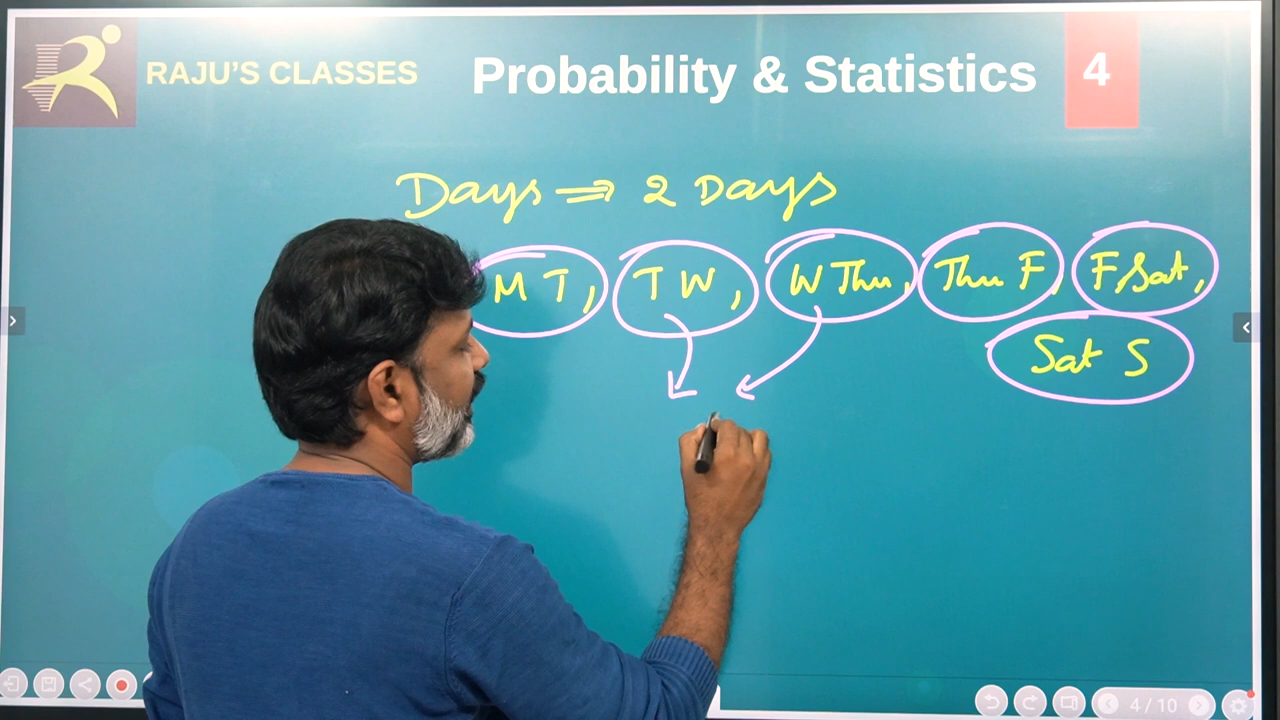 RAJU'S CLASSES
Probability & Statistics
4
Days ⇒ 2 Days
M T, T W, W Thu, Thu F, F Sat,
Sat S
4 / 10